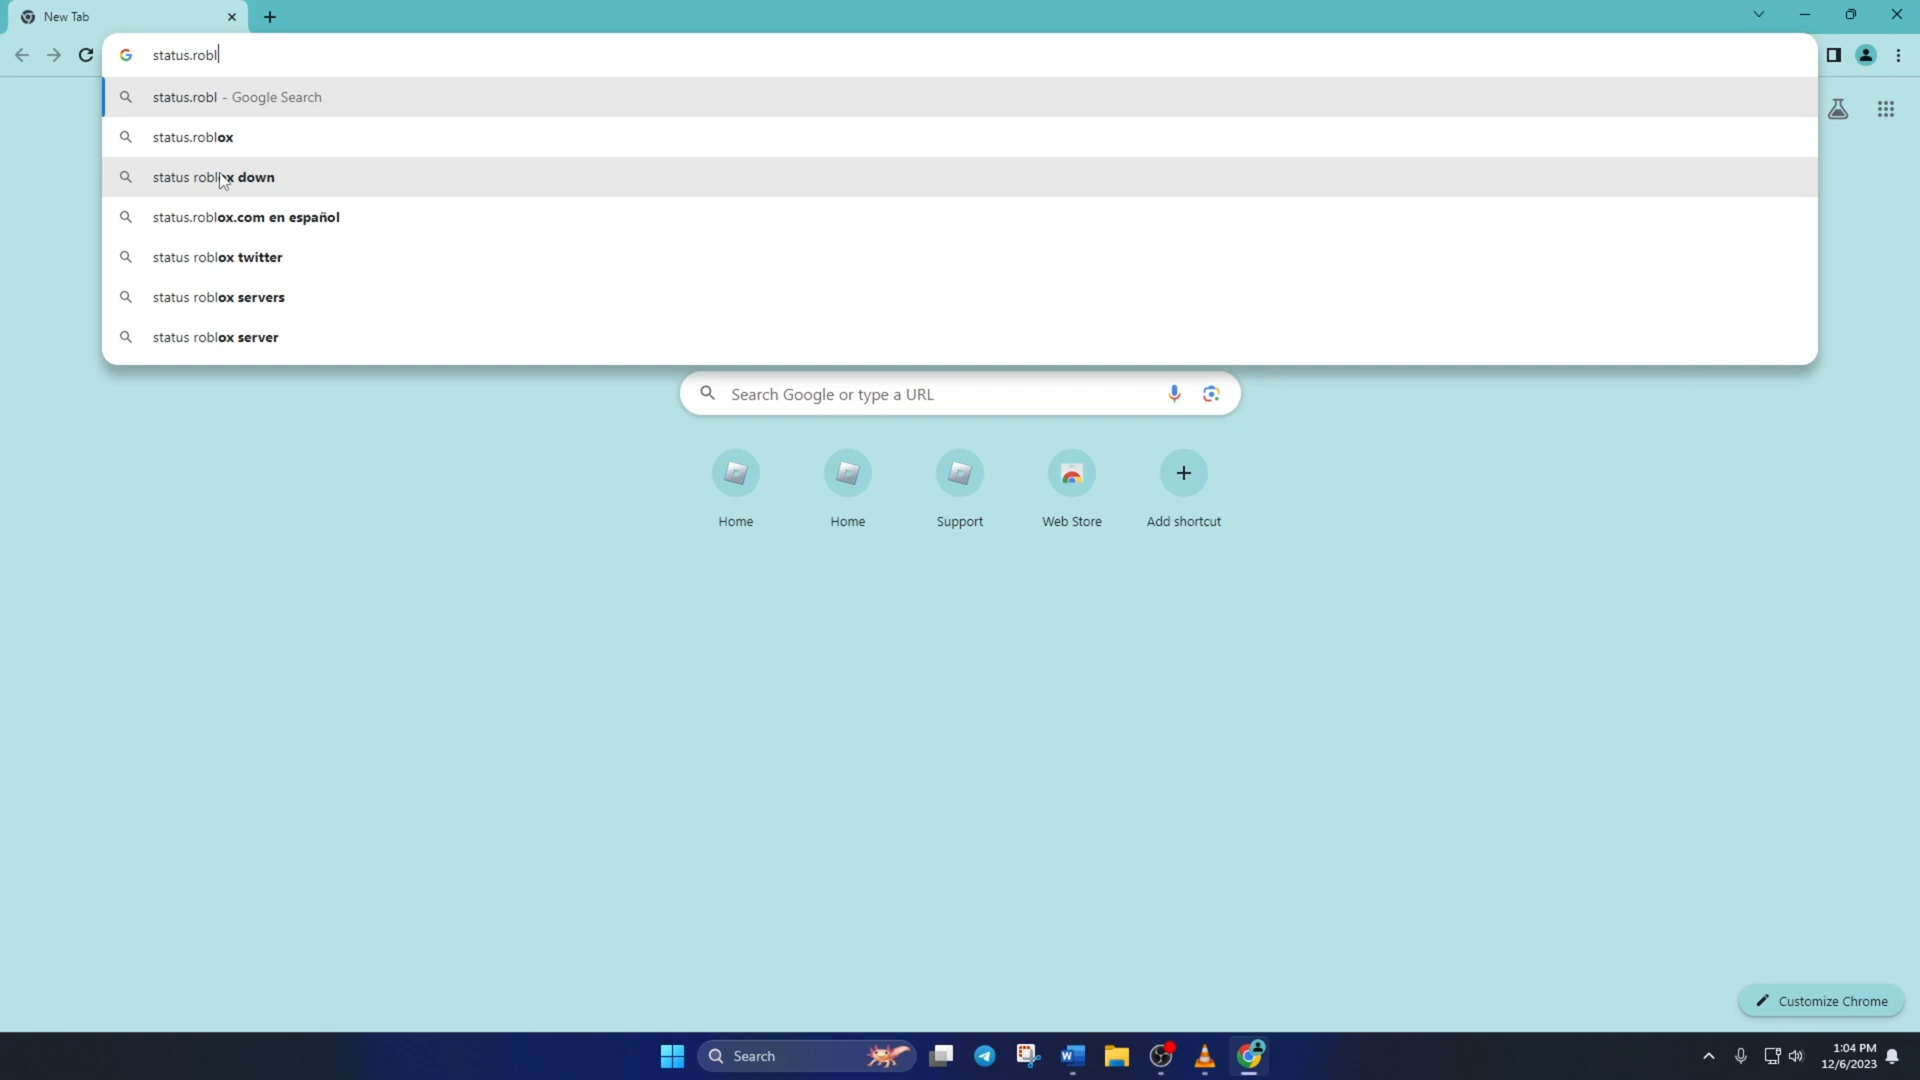 New Tab
status.robl
status.robl - Google Search
status.roblox
status roblox down
status.roblox.com en español
status roblox twitter
status roblox servers
status roblox server
Search Google or type a URL
Home
Home
Support
Web Store
Add shortcut
Customize Chrome
Search
1:04 PM
12/6/2023